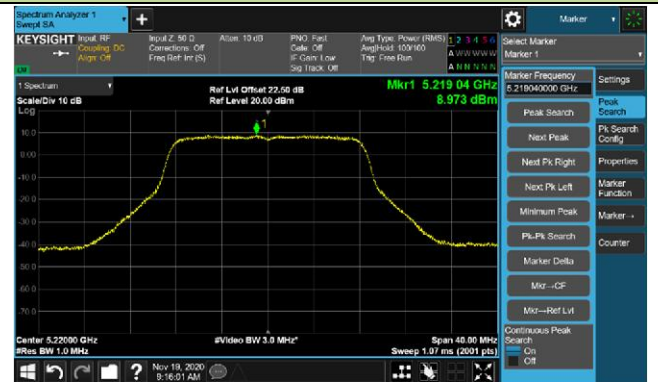 Spectrum Analyzer 1
Swept SA
Marker
KEYSIGHT
Input: RF
Coupling: DC
Align: Off
Input Z: 50 Ω
Corrections: Off
Freq Ref: Int (S)
Atten: 10 dB
PNO: Fast
Gate: Off
IF Gain: Low
Sig Track: Off
Avg Type: Power (RMS)
Avg|Hold: 100/100
Trig: Free Run
1 2 3 4 5 6
A W W W W W
A N N N N N
Select Marker
Marker 1
1 Spectrum
Scale/Div 10 dB
Log
Ref Lvl Offset 22.50 dB
Ref Level 20.00 dBm
Mkr1 5.219 04 GHz
8.973 dBm
10.0
0.00
-10.0
-20.0
-30.0
-40.0
-50.0
-60.0
-70.0
1
Marker Frequency
5.219040000 GHz
Peak Search
Next Peak
Next Pk Right
Next Pk Left
Minimum Peak
Pk-Pk Search
Marker Delta
Mkr→CF
Mkr→Ref Lvl
Continuous Peak
Search
On
Off
Settings
Peak
Search
Pk Search
Config
Properties
Marker
Function
Marker→
Counter
Center 5.22000 GHz
#Res BW 1.0 MHz
#Video BW 3.0 MHz*
Span 40.00 MHz
Sweep 1.07 ms (2001 pts)
Nov 19, 2020
9:16:01 AM